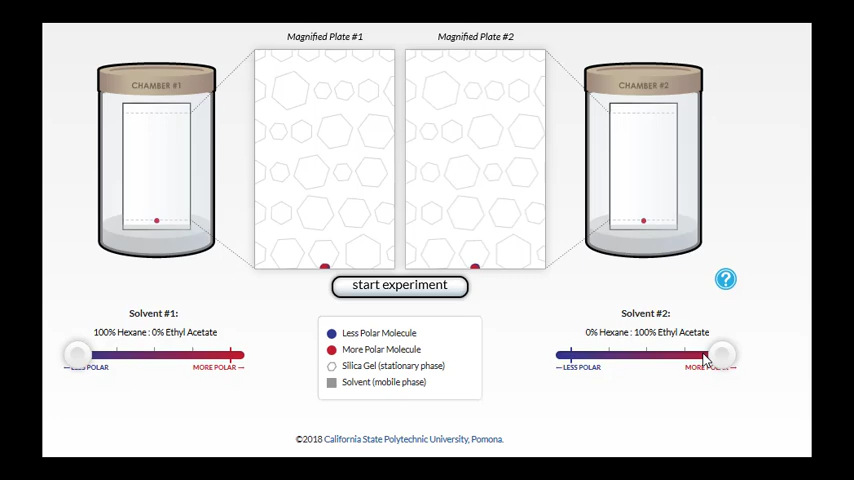 Magnified Plate #1
Magnified Plate #2
CHAMBER #1
CHAMBER #2
start experiment
?
Solvent #1:
100% Hexane : 0% Ethyl Acetate
MORE POLAR →
Less Polar Molecule
More Polar Molecule
Silica Gel (stationary phase)
Solvent (mobile phase)
Solvent #2:
0% Hexane : 100% Ethyl Acetate
← LESS POLAR
©2018 California State Polytechnic University, Pomona.